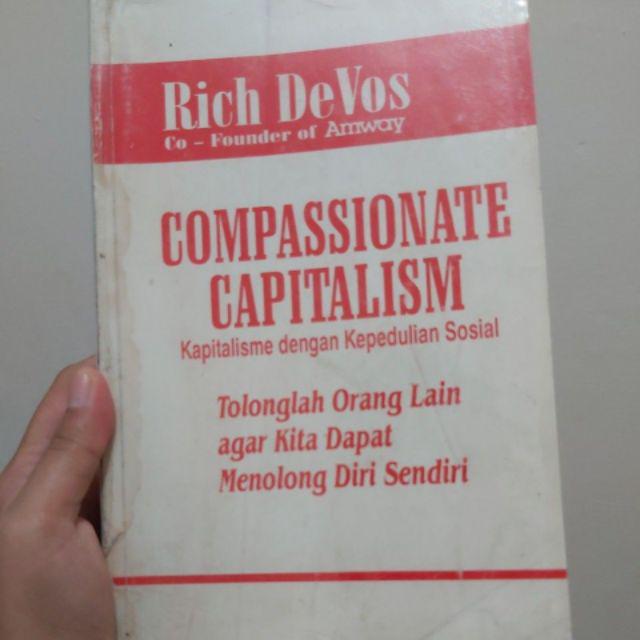 Rich DeVos
Co – Founder of Amway
COMPASSIONATE
CAPITALISM
Kapitalisme dengan Kepedulian Sosial
Tolonglah Orang Lain
agar Kita Dapat
Menolong Diri Sendiri